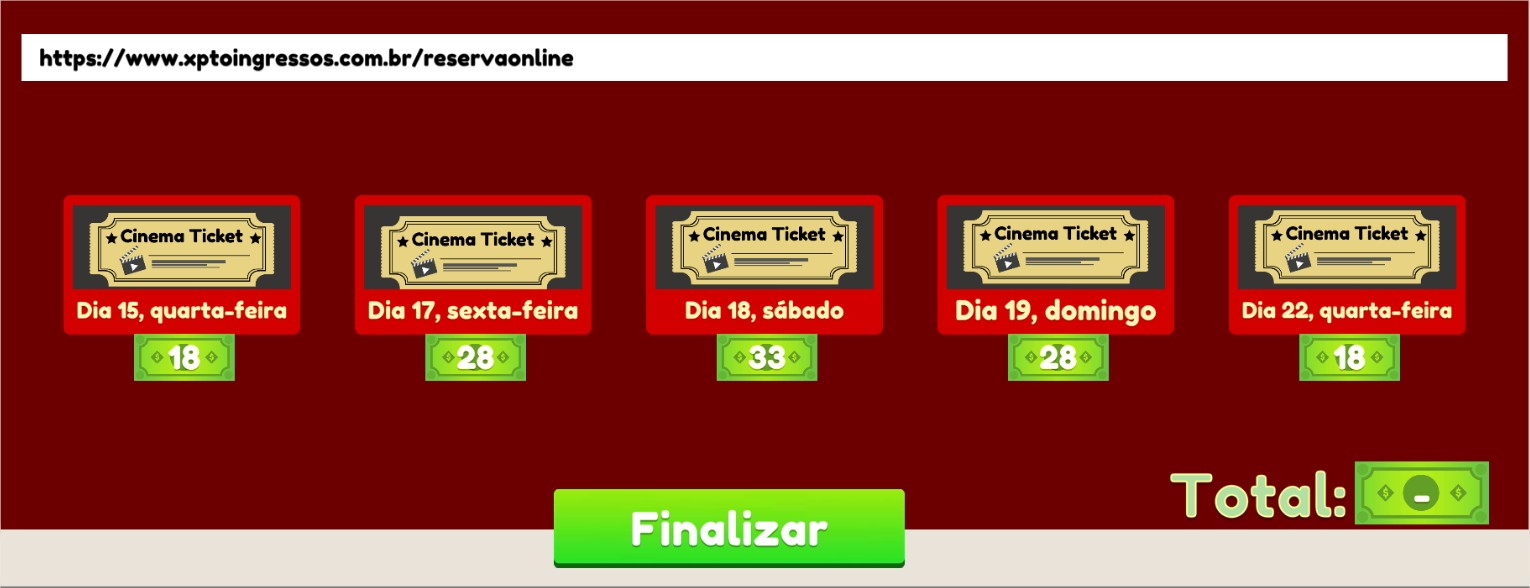 https://www.xptoingressos.com.br/reservaonline
Cinema Ticket
Dia 15, quarta-feira
18
Cinema Ticket
Dia 17, sexta-feira
28
Cinema Ticket
Dia 18, sábado
33
Cinema Ticket
Dia 19, domingo
28
Cinema Ticket
Dia 22, quarta-feira
18
Total: -
Finalizar